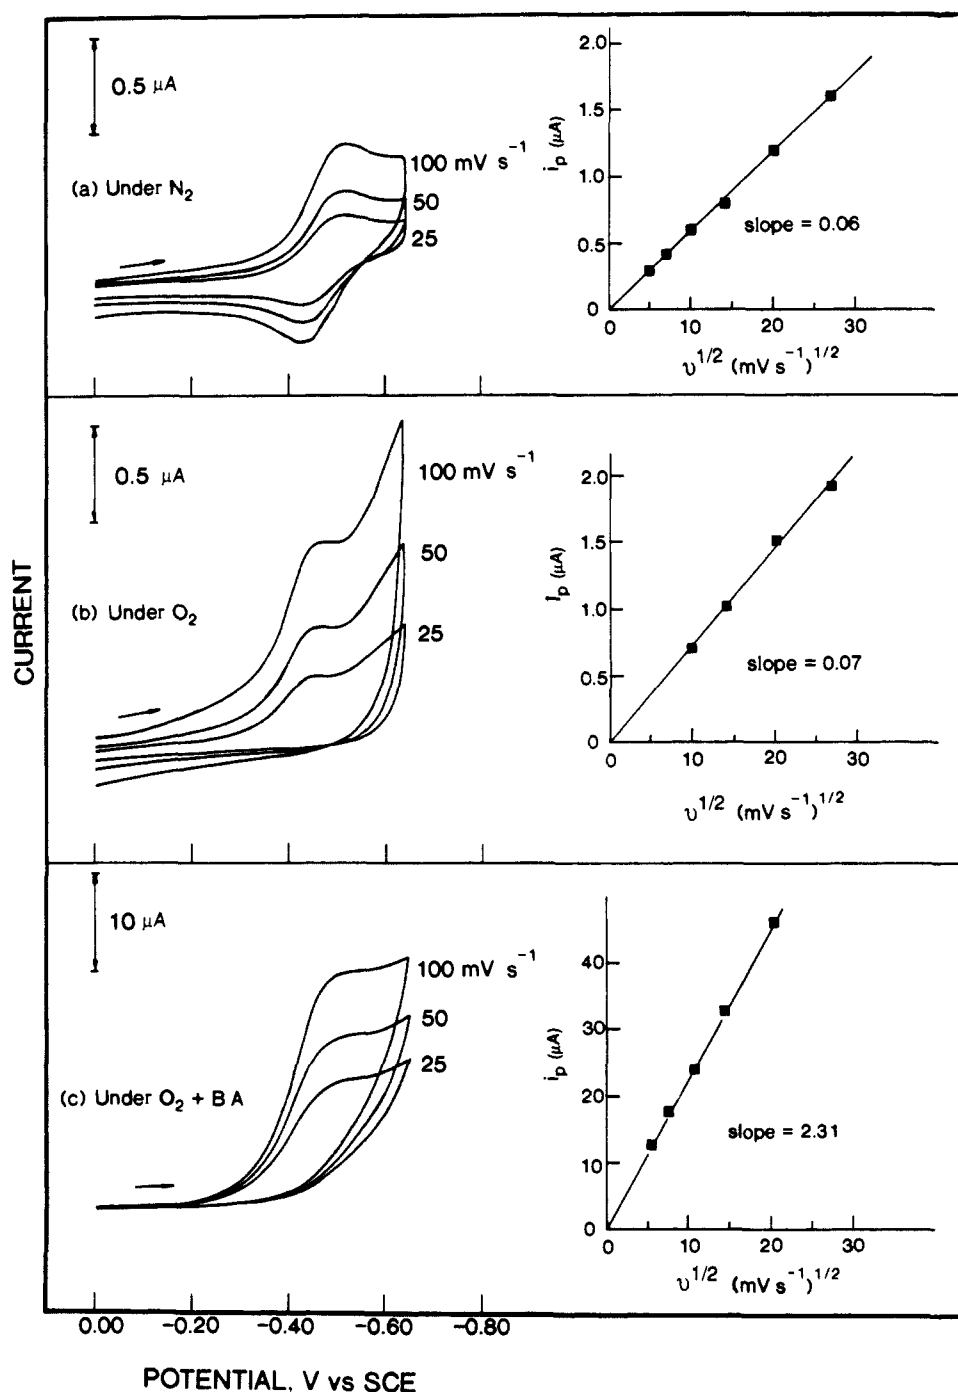 CURRENT
0.5 μA
(a) Under N₂
100 mV s⁻¹
50
25
iₚ (μA)
2.0
1.5
1.0
0.5
0
slope = 0.06
0 10 20 30
υ^1/2 (mV s⁻¹)^1/2
0.5 μA
(b) Under O₂
100 mV s⁻¹
50
25
Iₚ (μA)
2.0
1.5
1.0
0.5
0
slope = 0.07
0 10 20 30
υ^1/2 (mV s⁻¹)^1/2
10 μA
(c) Under O₂ + BA
100 mV s⁻¹
50
25
iₚ (μA)
40
30
20
10
0
slope = 2.31
0 10 20 30
υ^1/2 (mV s⁻¹)^1/2
0.00 −0.20 −0.40 −0.60 −0.80
POTENTIAL, V vs SCE